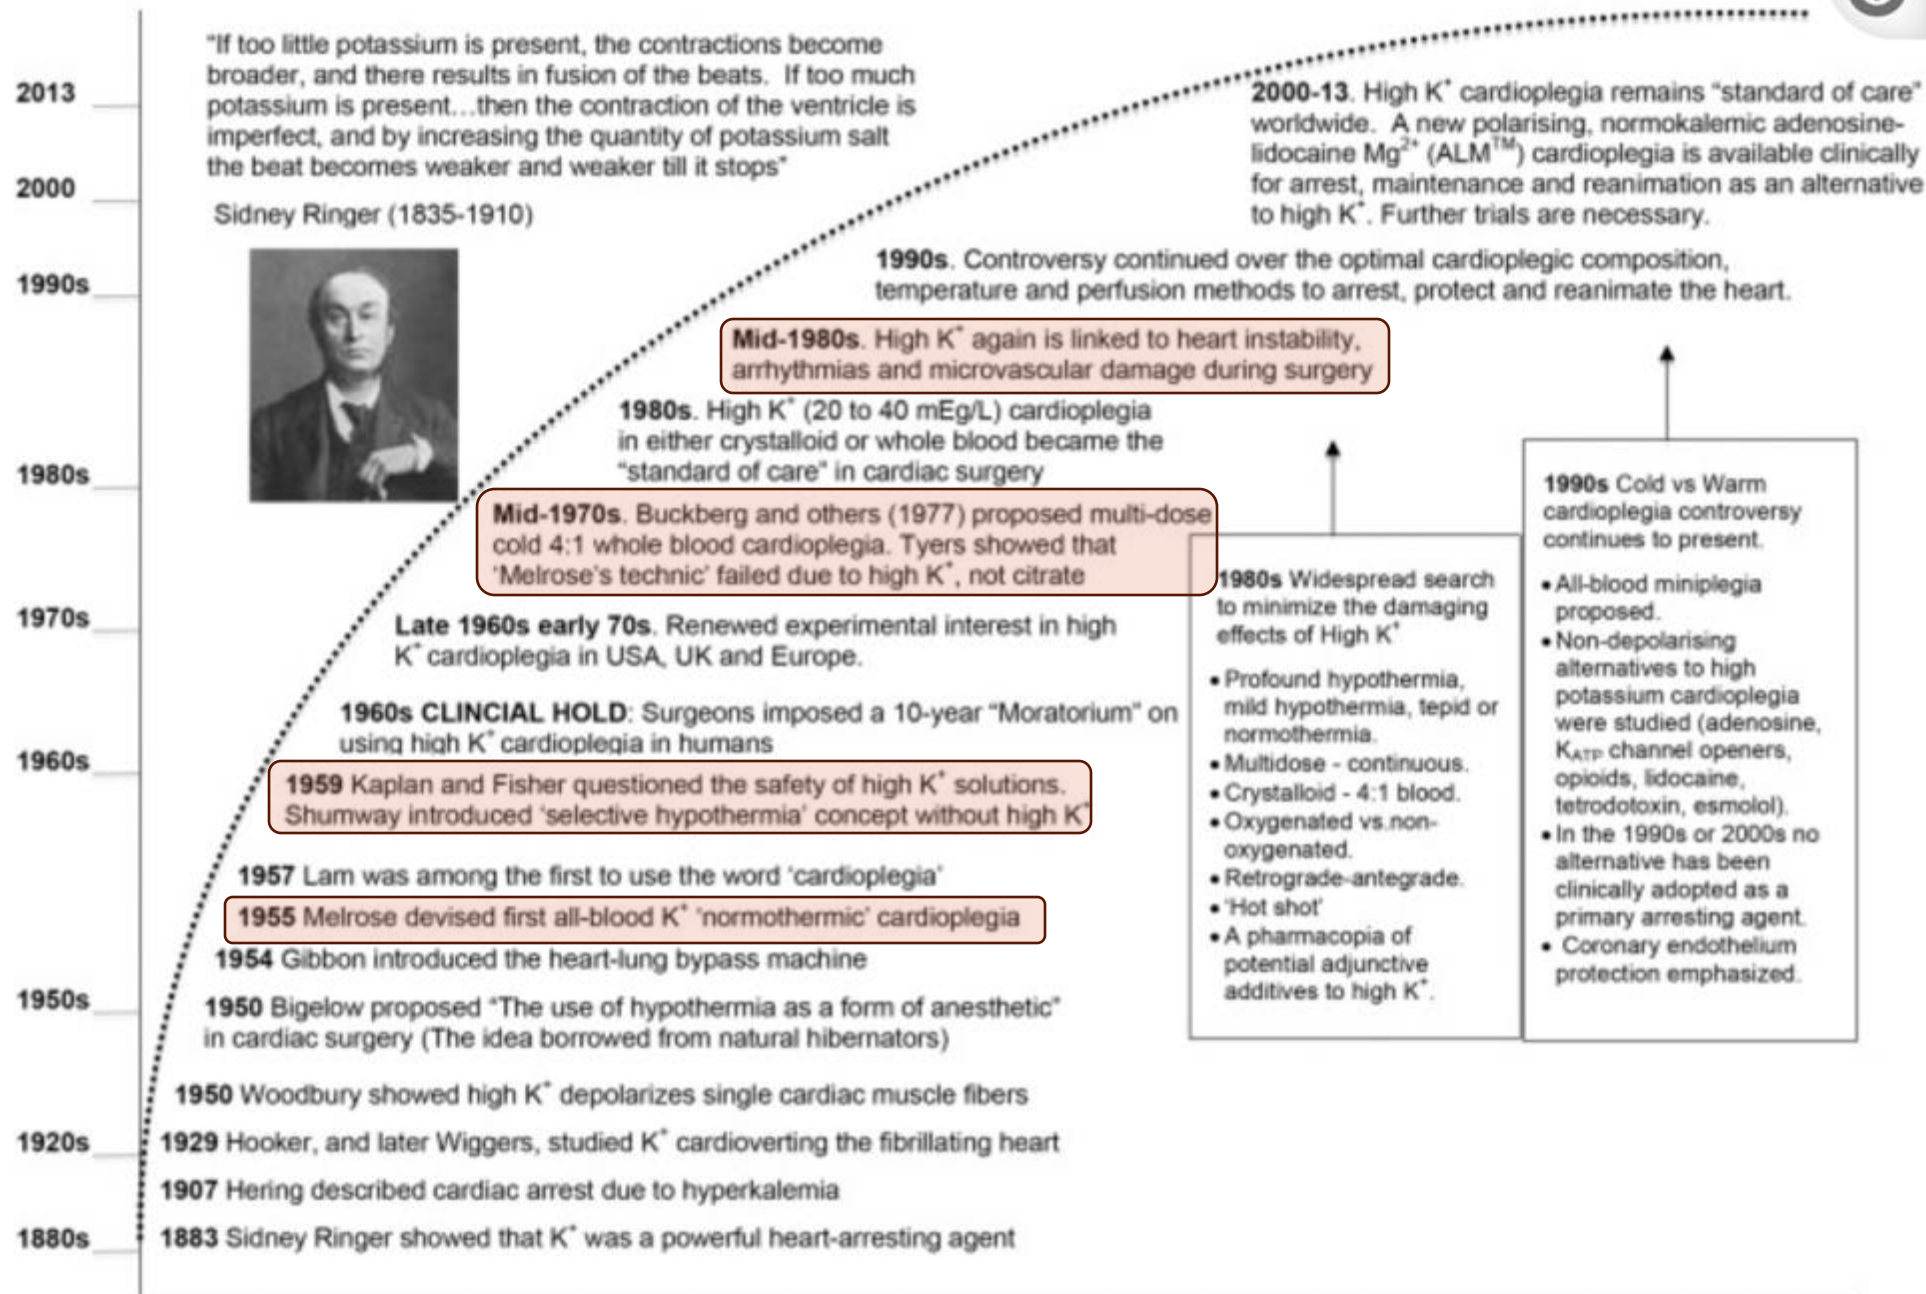 "If too little potassium is present, the contractions become
broader, and there results in fusion of the beats. If too much
potassium is present...then the contraction of the ventricle is
imperfect, and by increasing the quantity of potassium salt
the beat becomes weaker and weaker till it stops"
Sidney Ringer (1835-1910)
2013
2000
1990s
1980s
1970s
1960s
1950s
1920s
1880s
2000-13. High K⁺ cardioplegia remains "standard of care"
worldwide. A new polarising, normokalemic adenosine-
lidocaine Mg²⁺ (ALM™) cardioplegia is available clinically
for arrest, maintenance and reanimation as an alternative
to high K⁺. Further trials are necessary.
1990s. Controversy continued over the optimal cardioplegic composition,
temperature and perfusion methods to arrest, protect and reanimate the heart.
Mid-1980s. High K⁺ again is linked to heart instability,
arrhythmias and microvascular damage during surgery
1980s. High K⁺ (20 to 40 mEg/L) cardioplegia
in either crystalloid or whole blood became the
"standard of care" in cardiac surgery
Mid-1970s. Buckberg and others (1977) proposed multi-dose
cold 4:1 whole blood cardioplegia. Tyers showed that
'Melrose's technic' failed due to high K⁺, not citrate
Late 1960s early 70s. Renewed experimental interest in high
K⁺ cardioplegia in USA, UK and Europe.
1960s CLINCIAL HOLD: Surgeons imposed a 10-year "Moratorium" on
using high K⁺ cardioplegia in humans
1959 Kaplan and Fisher questioned the safety of high K⁺ solutions.
Shumway introduced 'selective hypothermia' concept without high K⁺
1957 Lam was among the first to use the word 'cardioplegia'
1955 Melrose devised first all-blood K⁺ 'normothermic' cardioplegia
1954 Gibbon introduced the heart-lung bypass machine
1950 Bigelow proposed "The use of hypothermia as a form of anesthetic"
in cardiac surgery (The idea borrowed from natural hibernators)
1950 Woodbury showed high K⁺ depolarizes single cardiac muscle fibers
1929 Hooker, and later Wiggers, studied K⁺ cardioverting the fibrillating heart
1907 Hering described cardiac arrest due to hyperkalemia
1883 Sidney Ringer showed that K⁺ was a powerful heart-arresting agent
1980s Widespread search
to minimize the damaging
effects of High K⁺
• Profound hypothermia,
mild hypothermia, tepid or
normothermia.
• Multidose - continuous.
• Crystalloid - 4:1 blood.
• Oxygenated vs.non-
oxygenated.
• Retrograde-antegrade.
• 'Hot shot'
• A pharmacopia of
potential adjunctive
additives to high K⁺.
1990s Cold vs Warm
cardioplegia controversy
continues to present.
• All-blood miniplegia
proposed.
• Non-depolarising
alternatives to high
potassium cardioplegia
were studied (adenosine,
KATP channel openers,
opioids, lidocaine,
tetrodotoxin, esmolol).
• In the 1990s or 2000s no
alternative has been
clinically adopted as a
primary arresting agent.
• Coronary endothelium
protection emphasized.